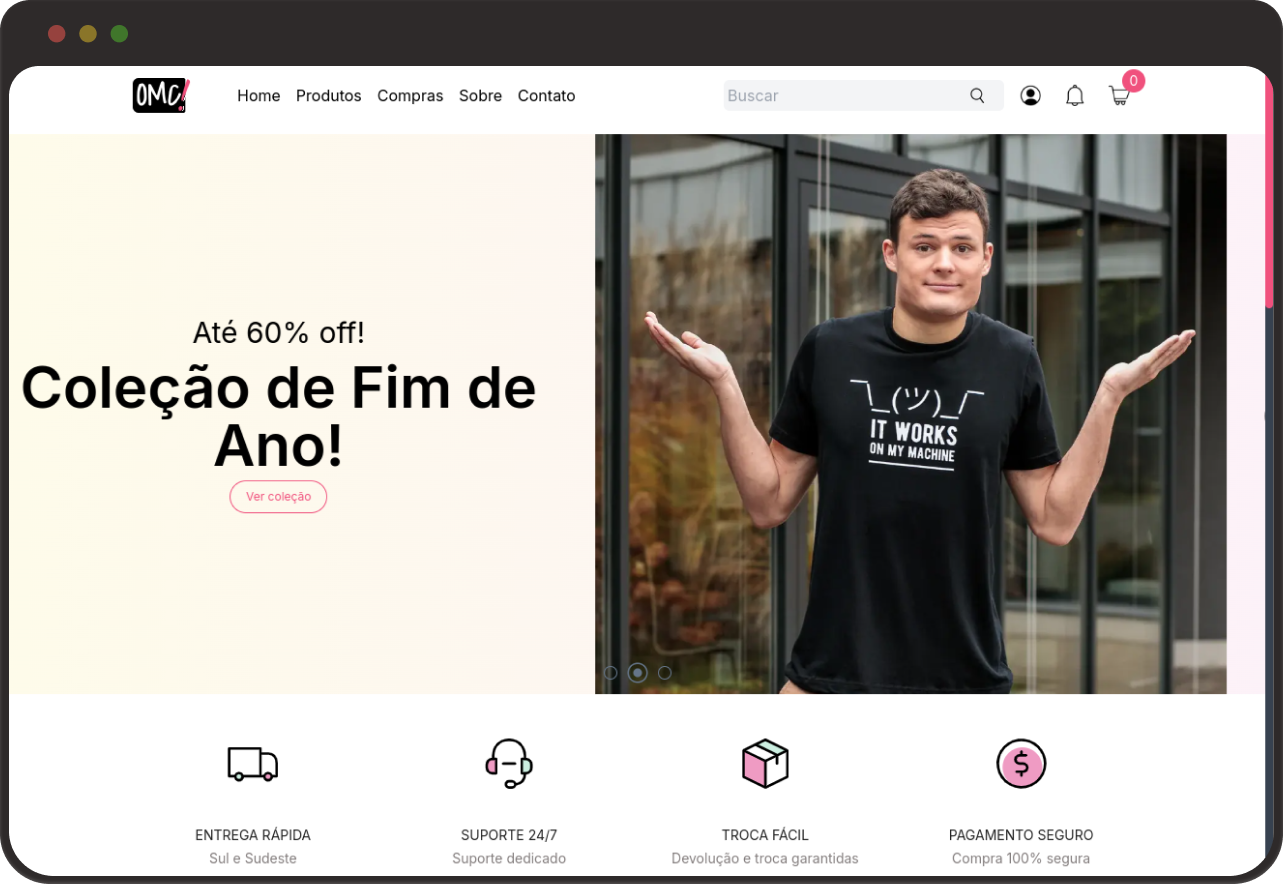 OMC!
Home Produtos Compras Sobre Contato
Buscar
0
Até 60% off!
Coleção de Fim de
Ano!
Ver coleção
¯\_(ツ)_/¯
IT WORKS
ON MY MACHINE
ENTREGA RÁPIDA
Sul e Sudeste
SUPORTE 24/7
Suporte dedicado
TROCA FÁCIL
Devolução e troca garantidas
PAGAMENTO SEGURO
Compra 100% segura